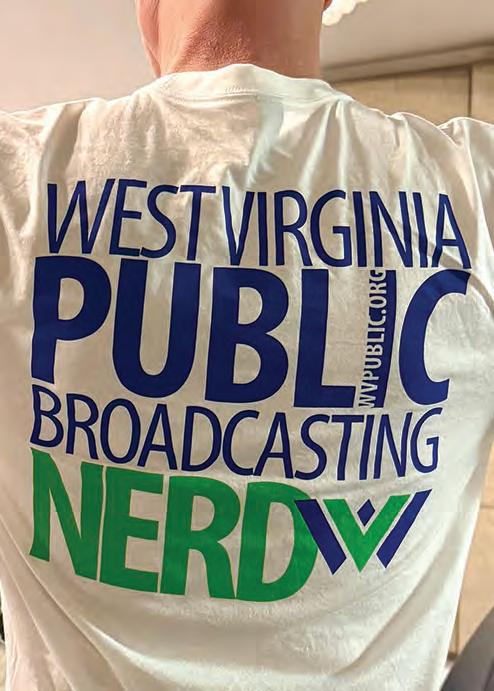 WEST VIRGINIA
PUBLIC
WVPUBLIC.ORG
BROADCASTING
NERD